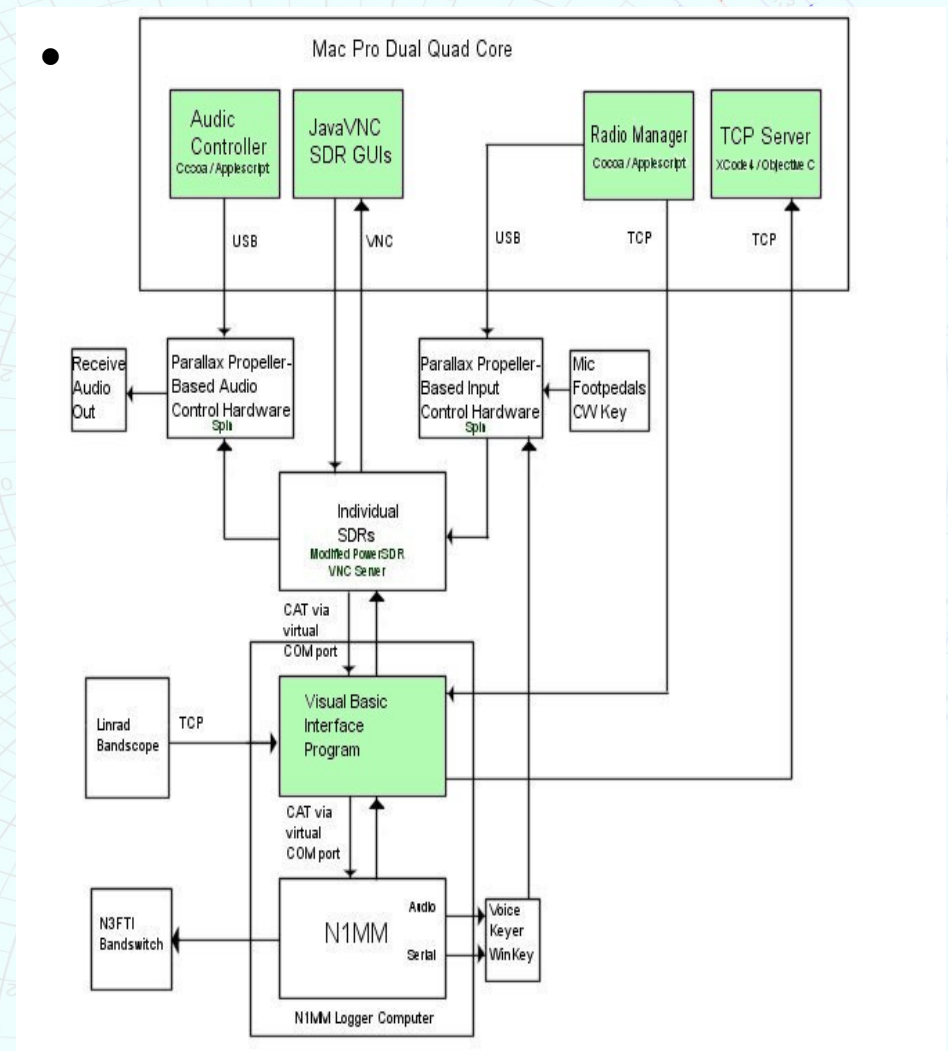 Mac Pro Dual Quad Core
Audic
Controller
Cocoa / Applescript
JavaVNC
SDR GUIs
Radio Manager
Cocoa / Applescript
TCP Server
XCode 4 / Objective C
USB
VNC
USB
TCP
TCP
Receive
Audio
Out
Parallax Propeller-
Based Audio
Control Hardware
Spin
Parallax Propeller-
Based Input
Control Hardware
Spin
Mic
Footpedals
CW Key
Individual
SDRs
Modified PowerSDR
VNC Server
CAT via
virtual
COM port
Linrad
Bandscope
TCP
Visual Basic
Interface
Program
CAT via
virtual
COM port
N3FTI
Bandswitch
N1MM
Audio
Serial
Voice
Keyer
WinKey
N1MM Logger Computer